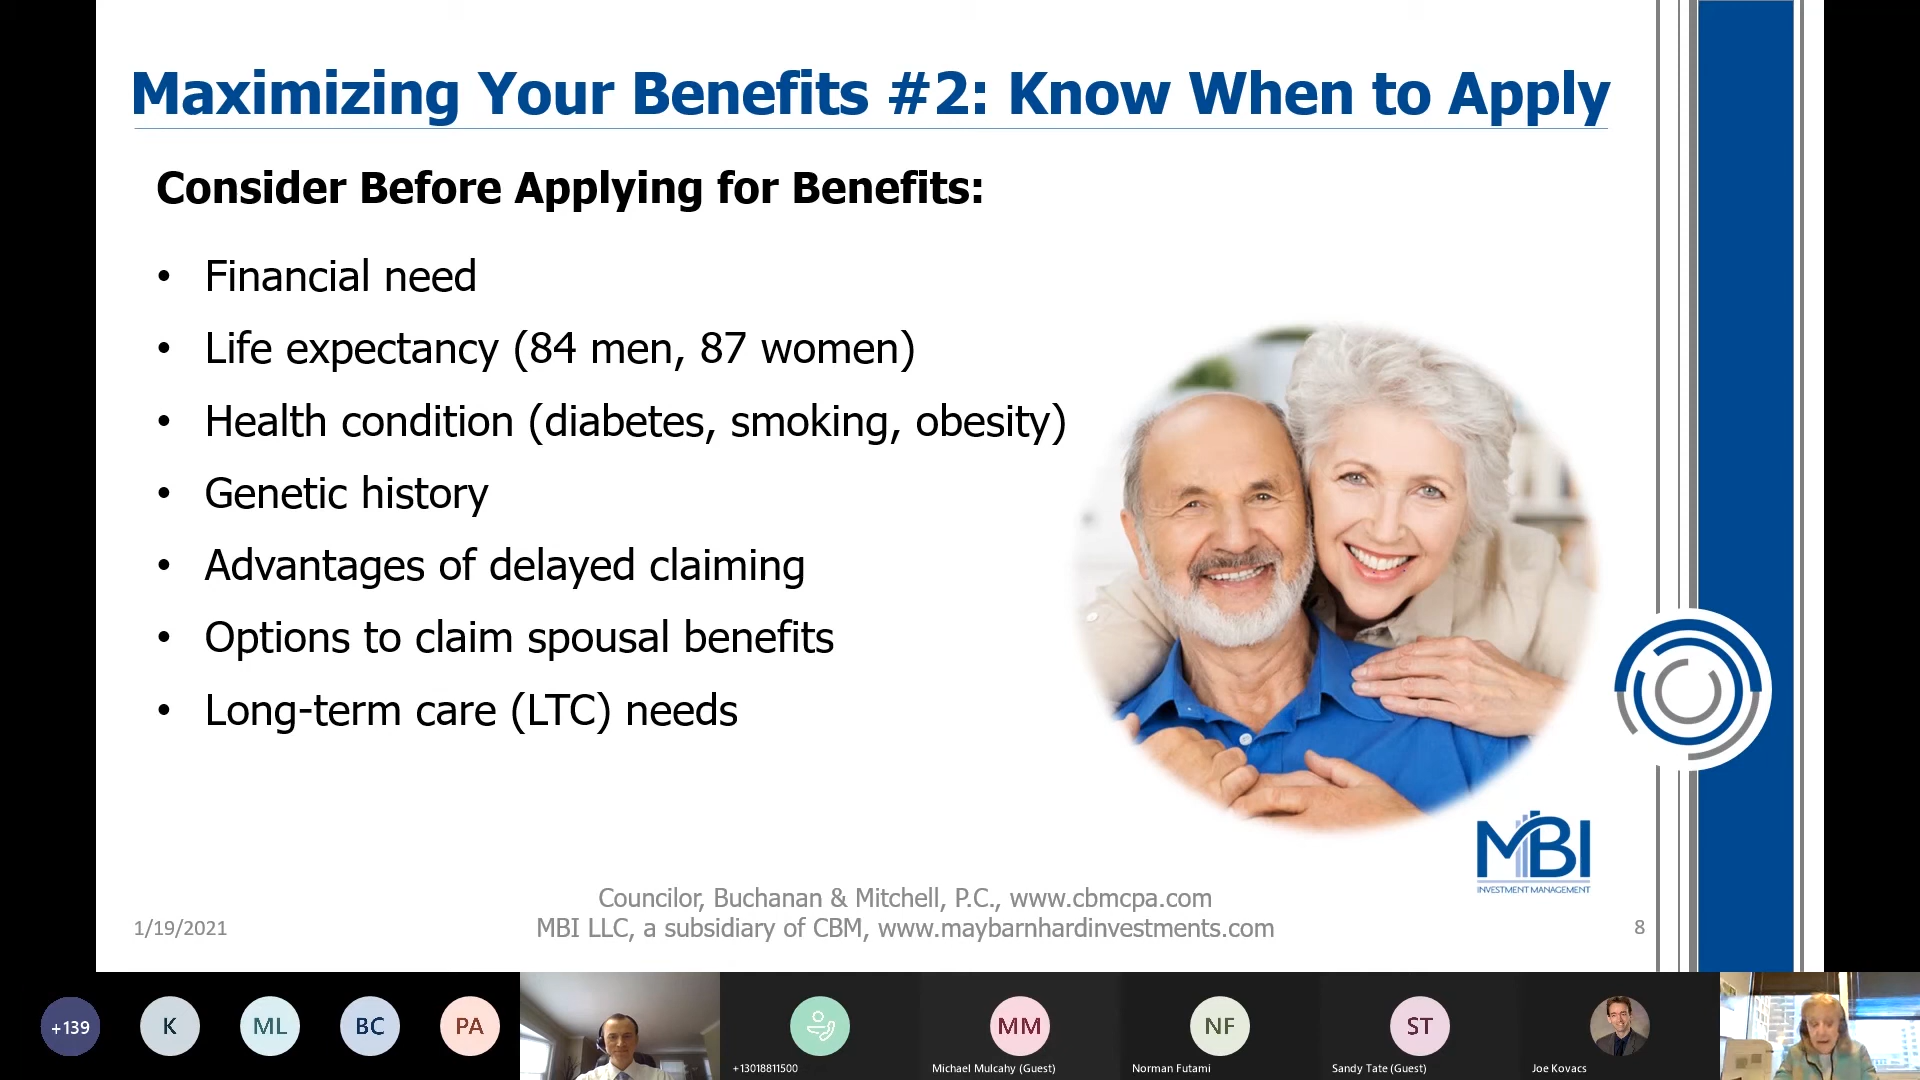 Maximizing Your Benefits #2: Know When to Apply
Consider Before Applying for Benefits:
• Financial need
• Life expectancy (84 men, 87 women)
• Health condition (diabetes, smoking, obesity)
• Genetic history
• Advantages of delayed claiming
• Options to claim spousal benefits
• Long-term care (LTC) needs
MBI
INVESTMENT MANAGEMENT
Councilor, Buchanan & Mitchell, P.C., www.cbmcpa.com
1/19/2021
MBI LLC, a subsidiary of CBM, www.maybarnhardinvestments.com
8
+139
K
ML
BC
PA
MM
NF
ST
+13018811500
Michael Mulcahy (Guest)
Norman Futami
Sandy Tate (Guest)
Joe Kovacs